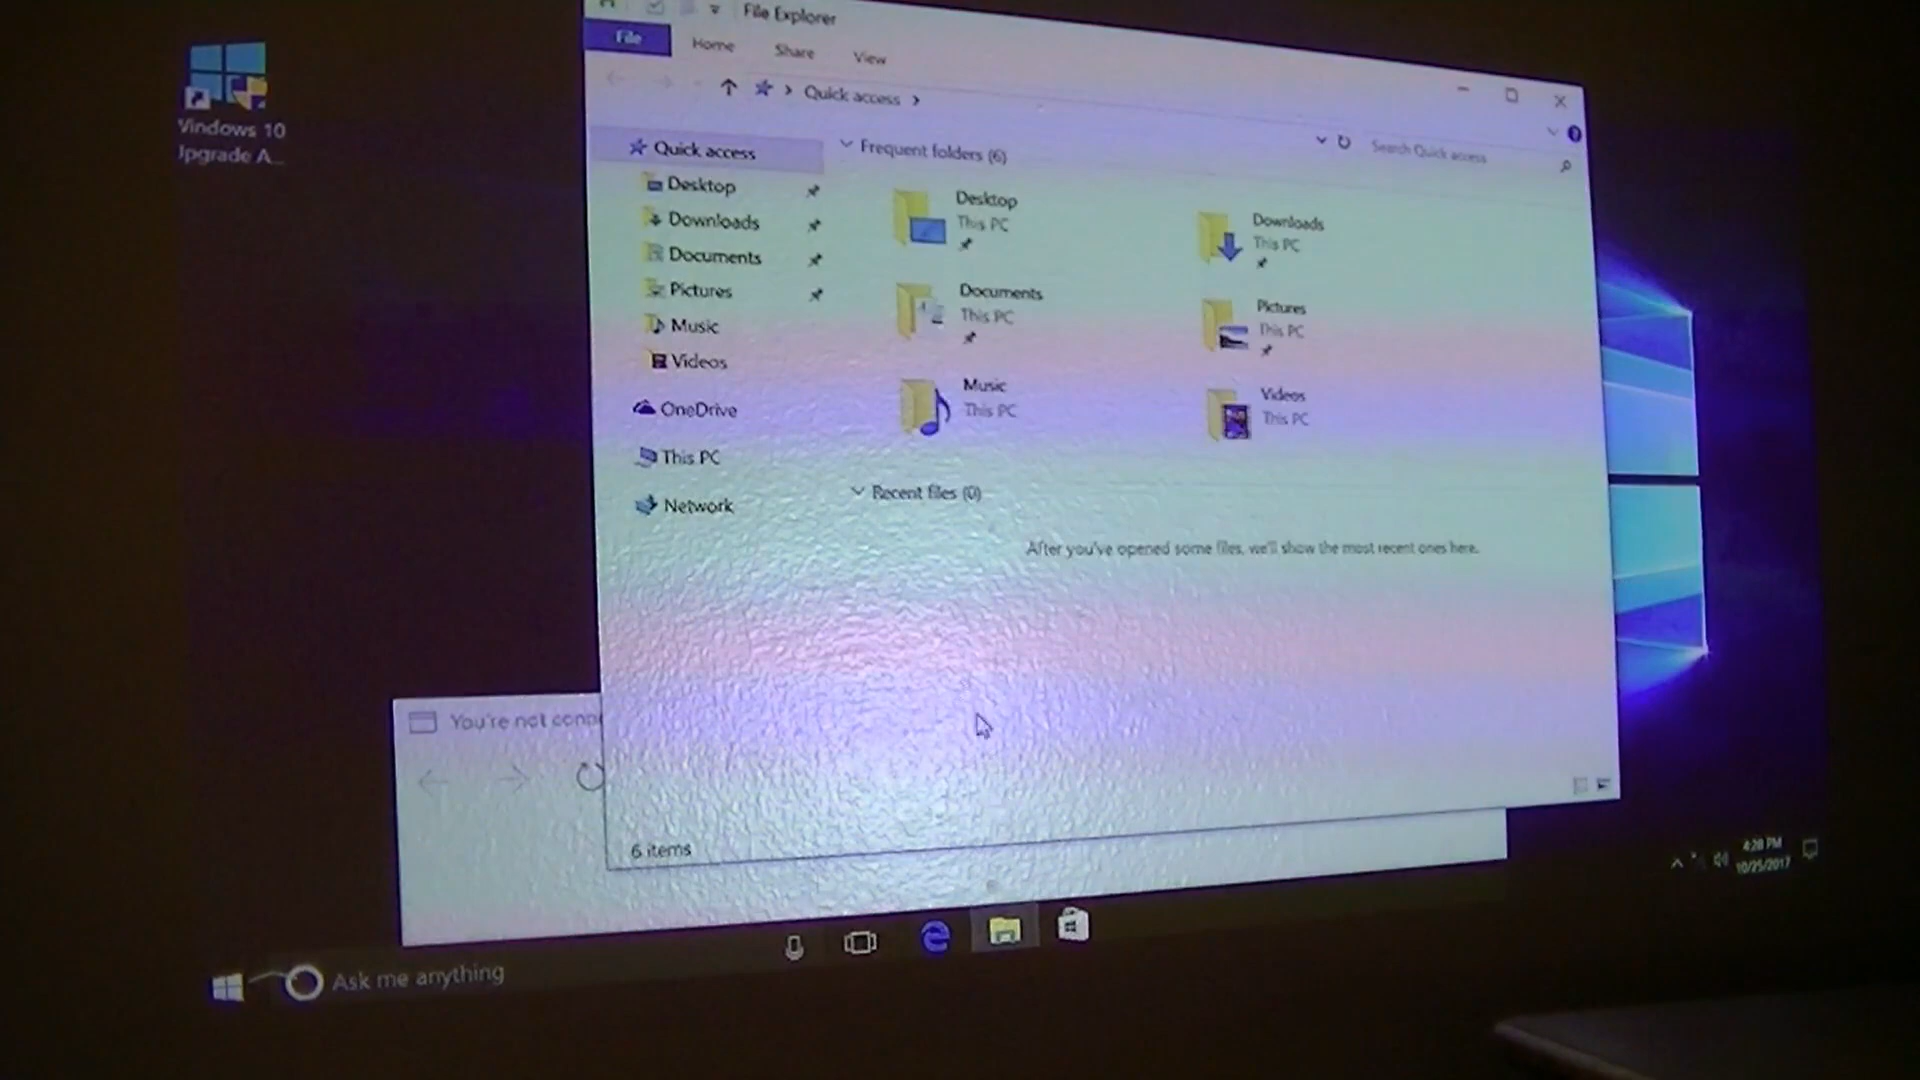 Vindows 10
Jpgrade A...
File Explorer
File
Home
Share
View
Quick access
Search Quick access
Quick access
Desktop
Downloads
Documents
Pictures
Music
Videos
OneDrive
This PC
Network
Frequent folders (6)
Desktop
This PC
Downloads
This PC
Documents
This PC
Pictures
This PC
Music
This PC
Videos
This PC
Recent files (0)
After you've opened some files, we'll show the most recent ones here.
6 items
You're not conn
Ask me anything
4:28 PM
10/25/2017